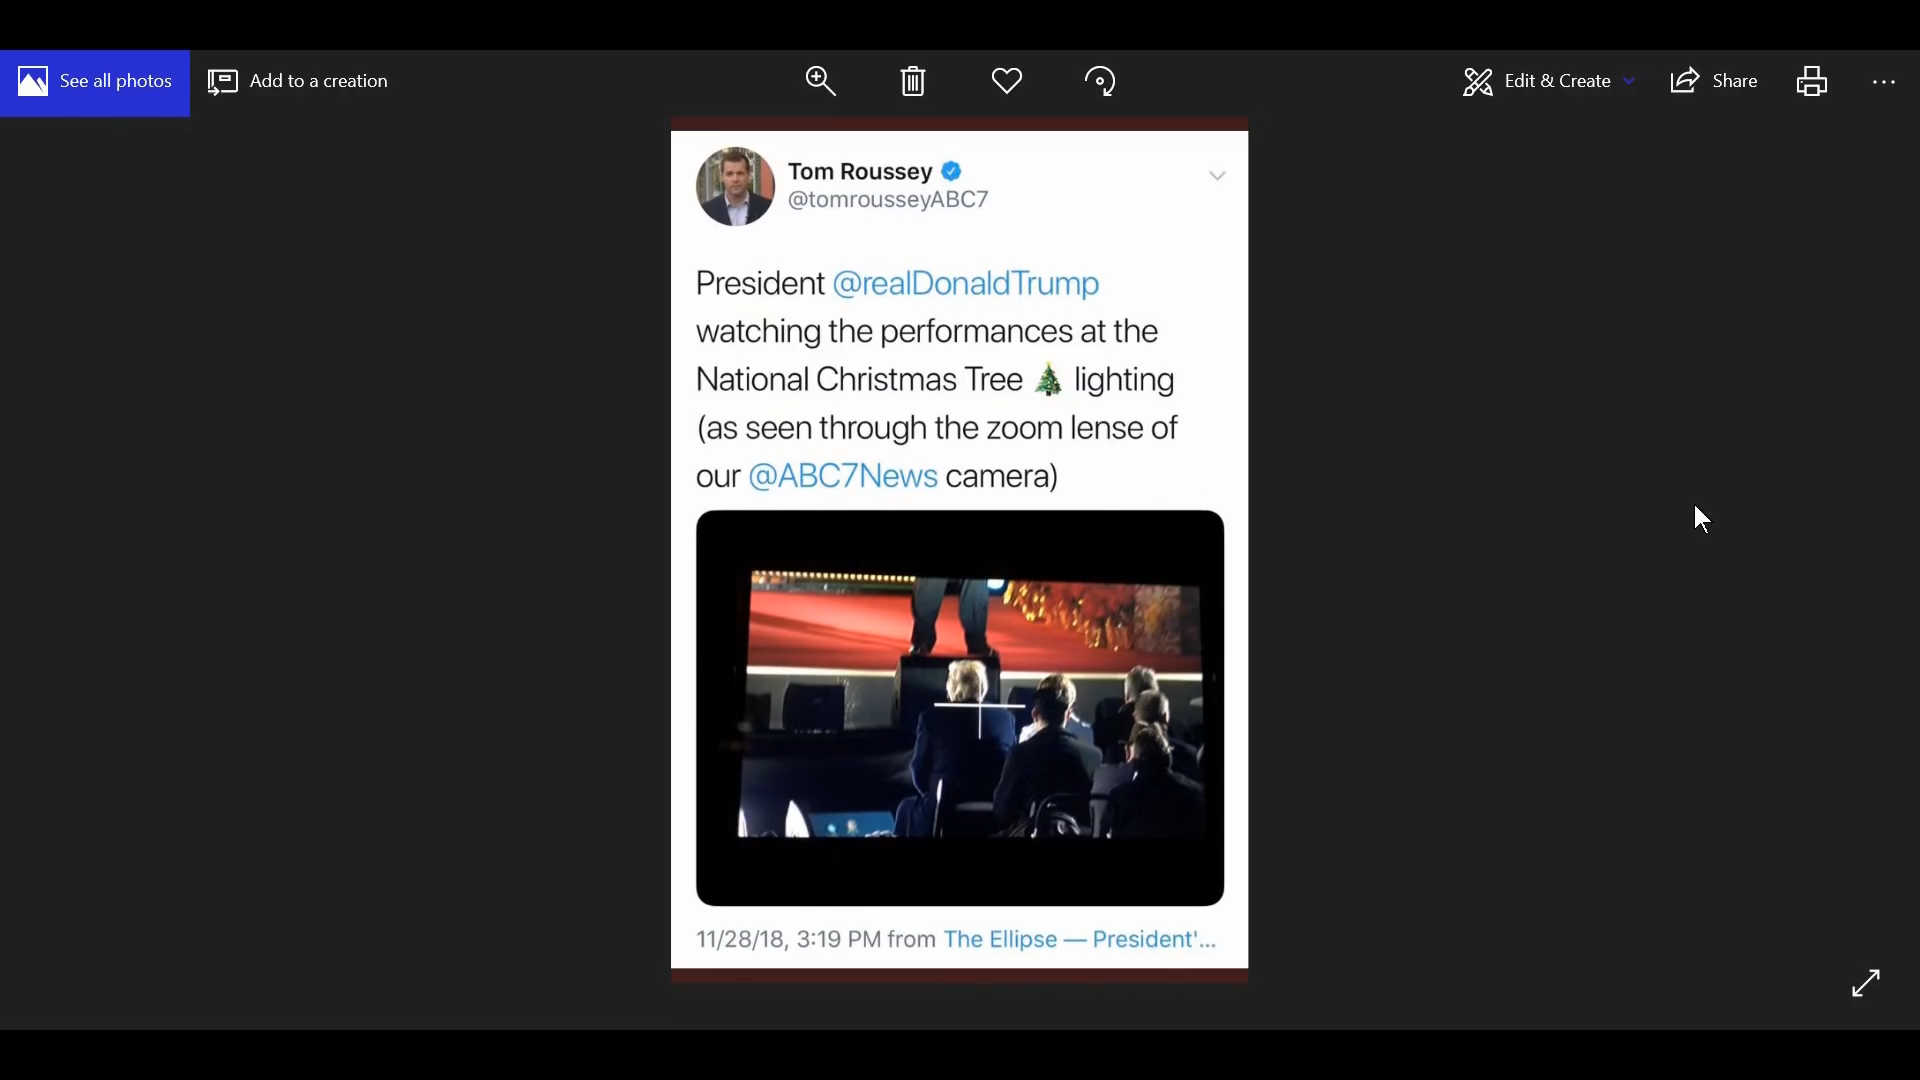 See all photos
Add to a creation
Edit & Create
Share
Tom Roussey
@tomrousseyABC7
President @realDonaldTrump
watching the performances at the
National Christmas Tree 🎄 lighting
(as seen through the zoom lense of
our @ABC7News camera)
11/28/18, 3:19 PM from The Ellipse — President'...